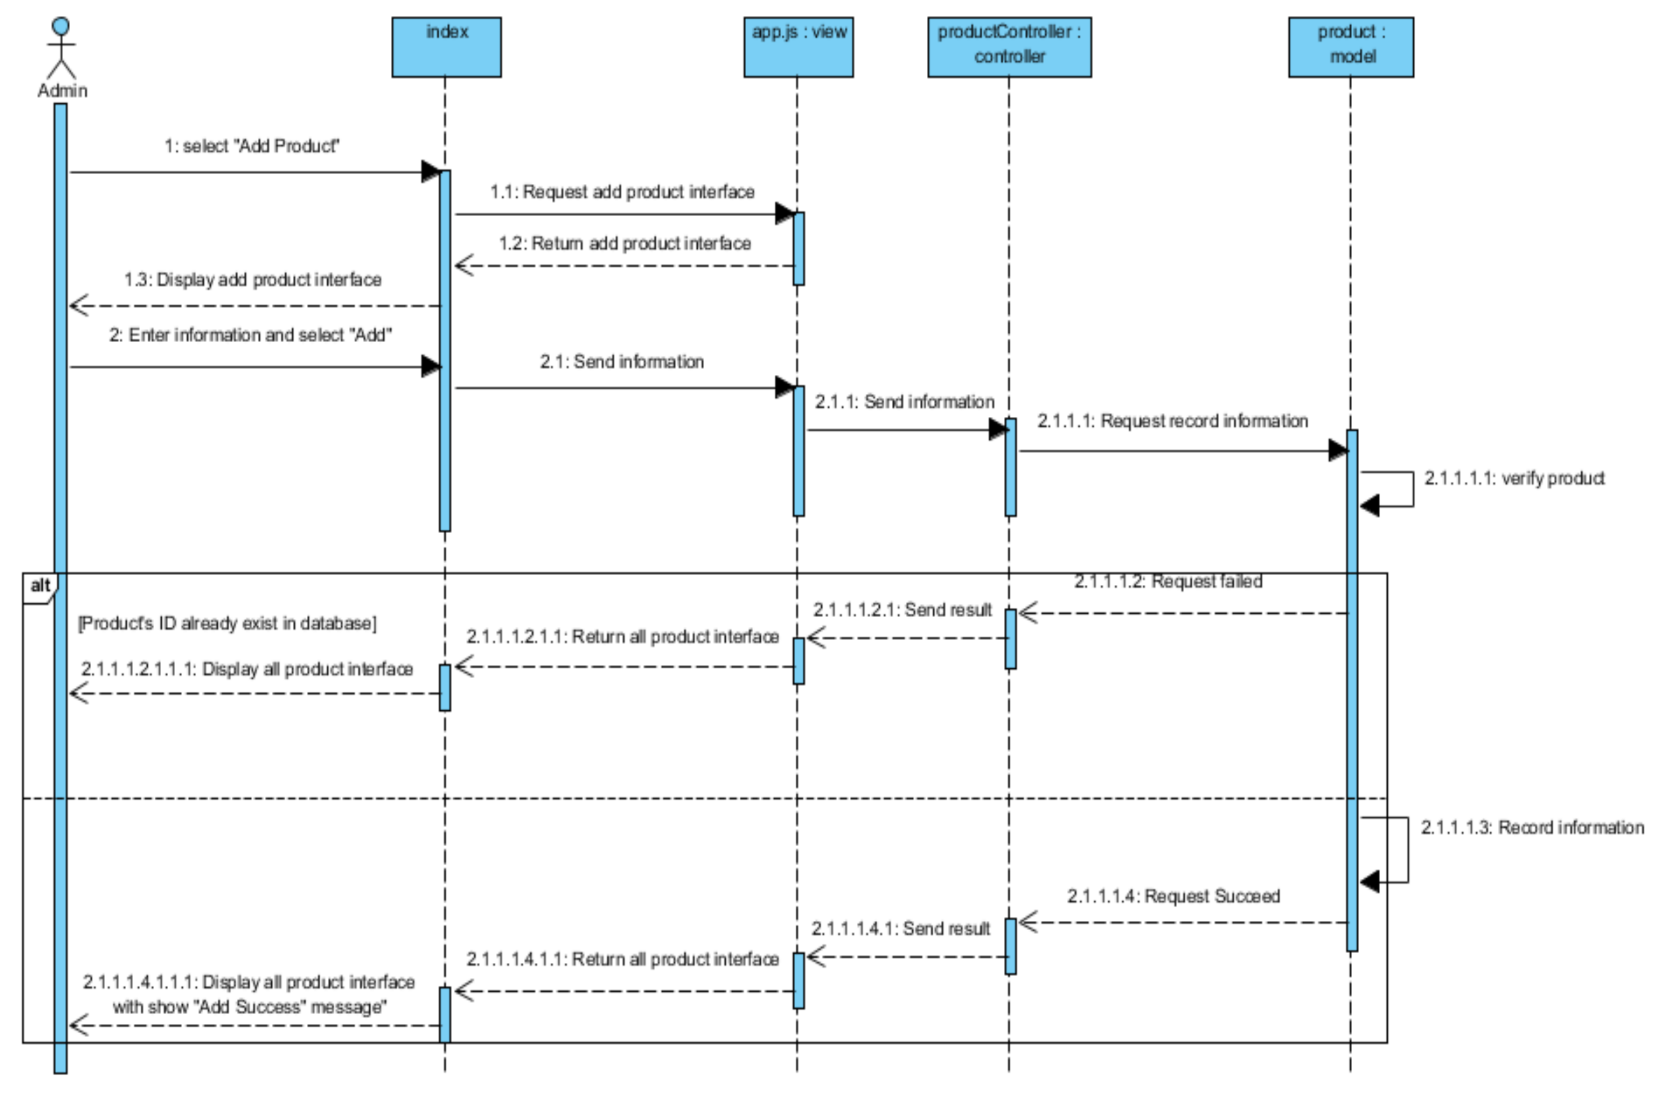 index
app.js : view
productController :
controller
product :
model
Admin
1: select "Add Product"
1.1: Request add product interface
1.2: Return add product interface
1.3: Display add product interface
2: Enter information and select "Add"
2.1: Send information
2.1.1: Send information
2.1.1.1: Request record information
2.1.1.1.1: verify product
alt
2.1.1.1.2: Request failed
2.1.1.1.2.1: Send result
[Product's ID already exist in database]
2.1.1.1.2.1.1: Return all product interface
2.1.1.1.2.1.1.1: Display all product interface
2.1.1.1.3: Record information
2.1.1.1.4: Request Succeed
2.1.1.1.4.1: Send result
2.1.1.1.4.1.1: Return all product interface
2.1.1.1.4.1.1.1: Display all product interface
with show "Add Success" message"